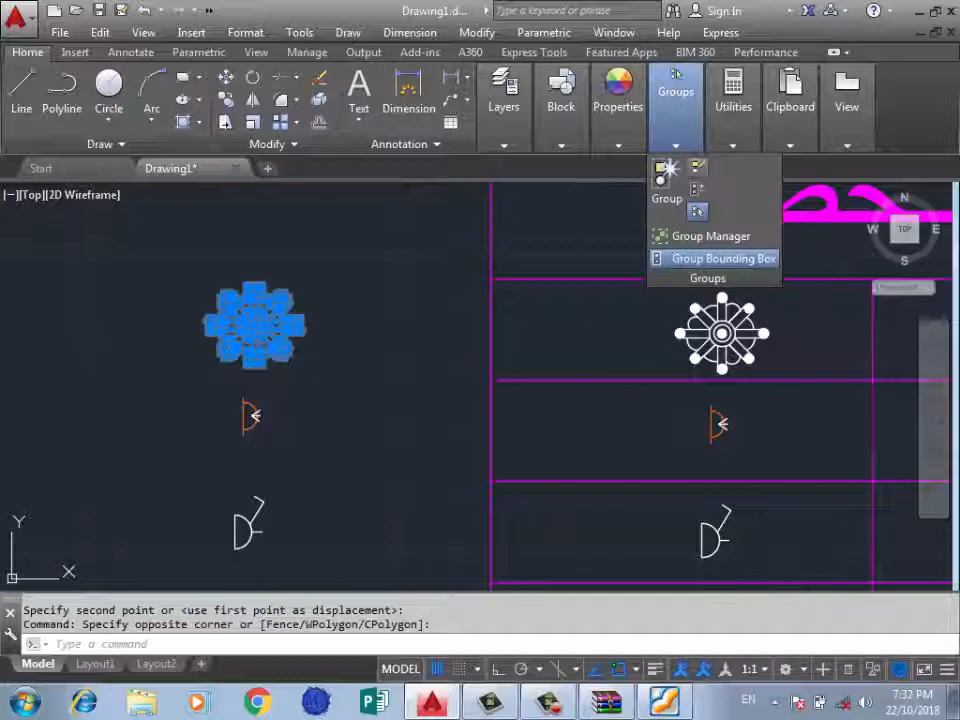 Drawing1.d...
Type a keyword or phrase
Sign In
File Edit View Insert Format Tools Draw Dimension Modify Parametric Window Help Express
Home Insert Annotate Parametric View Manage Output Add-ins A360 Express Tools Featured Apps BIM 360 Performance
Line Polyline Circle Arc Text Dimension Layers Block Properties Groups Utilities Clipboard View
Draw Modify Annotation
Start Drawing1*
[−][Top][2D Wireframe]
Group
Group Manager
Group Bounding Box
Groups
N
W TOP E
S
Y
X
Specify second point or <use first point as displacement>:
Command: Specify opposite corner or [Fence/WPolygon/CPolygon]:
Type a command
Model Layout1 Layout2 +
MODEL 1:1
EN
7:32 PM
22/10/2018